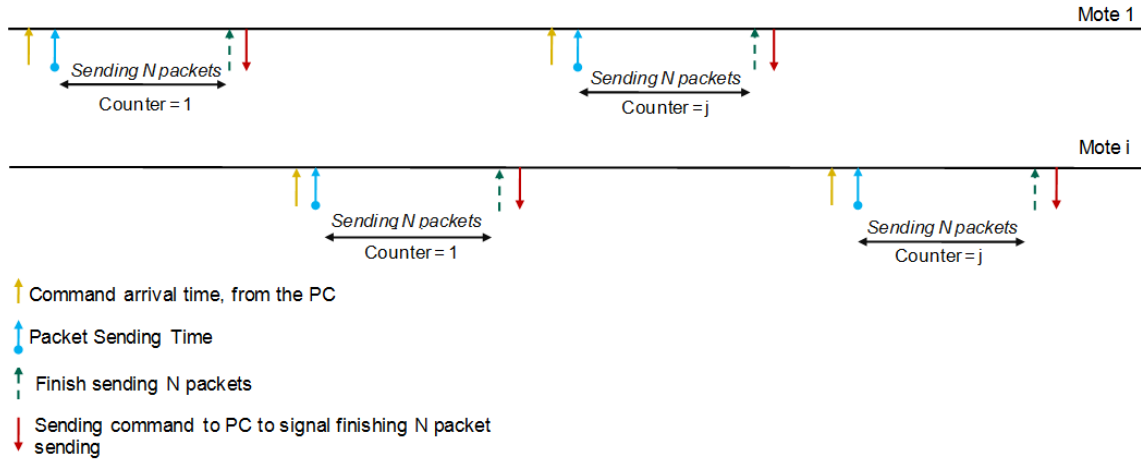 Mote 1
Sending N packets
Counter = 1
Sending N packets
Counter = j
Mote i
Sending N packets
Counter = 1
Sending N packets
Counter = j
Command arrival time, from the PC
Packet Sending Time
Finish sending N packets
Sending command to PC to signal finishing N packet
sending